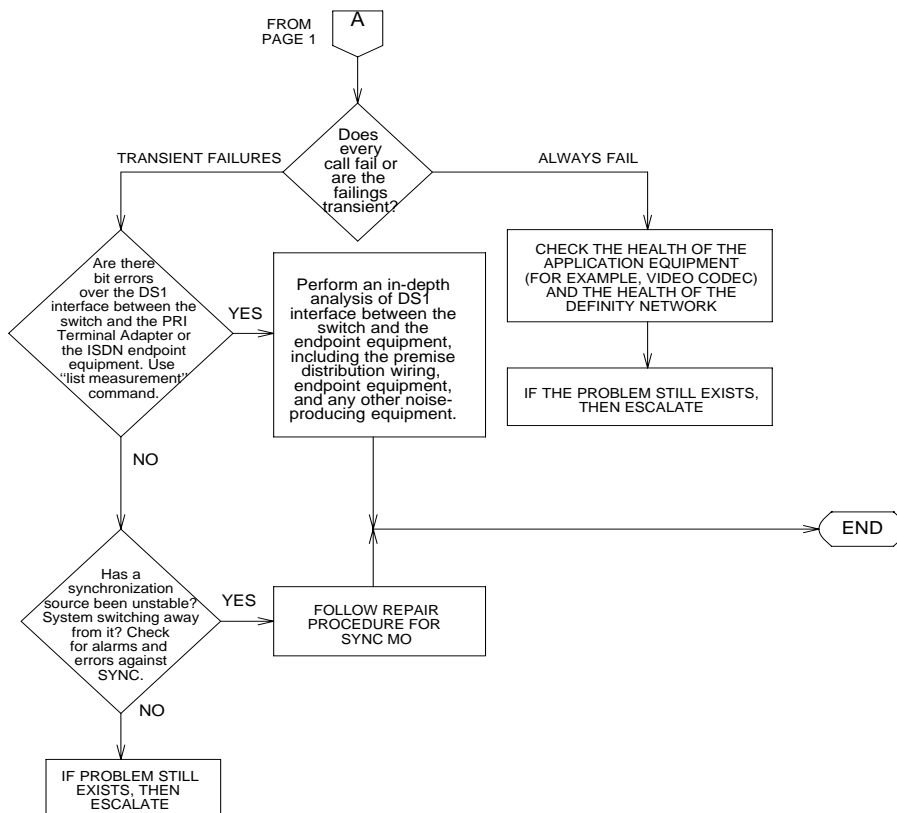 FROM
PAGE 1
A
Does
every
call fail or
are the
failings
transient?
TRANSIENT FAILURES
ALWAYS FAIL
Are there
bit errors
over the DS1
interface between the
switch and the PRI
Terminal Adapter or
the ISDN endpoint
equipment. Use
"list measurement"
command.
YES
Perform an in-depth
analysis of DS1
interface between the
switch and the
endpoint equipment,
including the premise
distribution wiring,
endpoint equipment,
and any other noise-
producing equipment.
CHECK THE HEALTH OF THE
APPLICATION EQUIPMENT
(FOR EXAMPLE, VIDEO CODEC)
AND THE HEALTH OF THE
DEFINITY NETWORK
IF THE PROBLEM STILL EXISTS,
THEN ESCALATE
NO
END
Has a
synchronization
source been unstable?
System switching away
from it? Check
for alarms and
errors against
SYNC.
YES
FOLLOW REPAIR
PROCEDURE FOR
SYNC MO
NO
IF PROBLEM STILL
EXISTS, THEN
ESCALATE